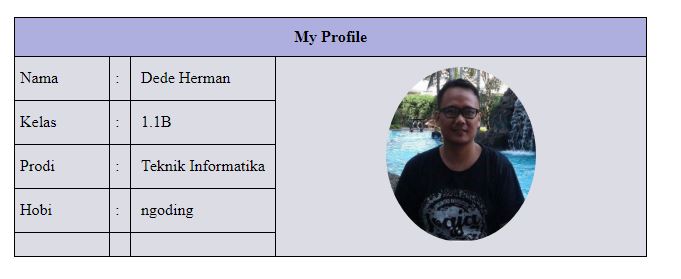 My Profile
Nama : Dede Herman
Kelas : 1.1B
Prodi : Teknik Informatika
Hobi : ngoding